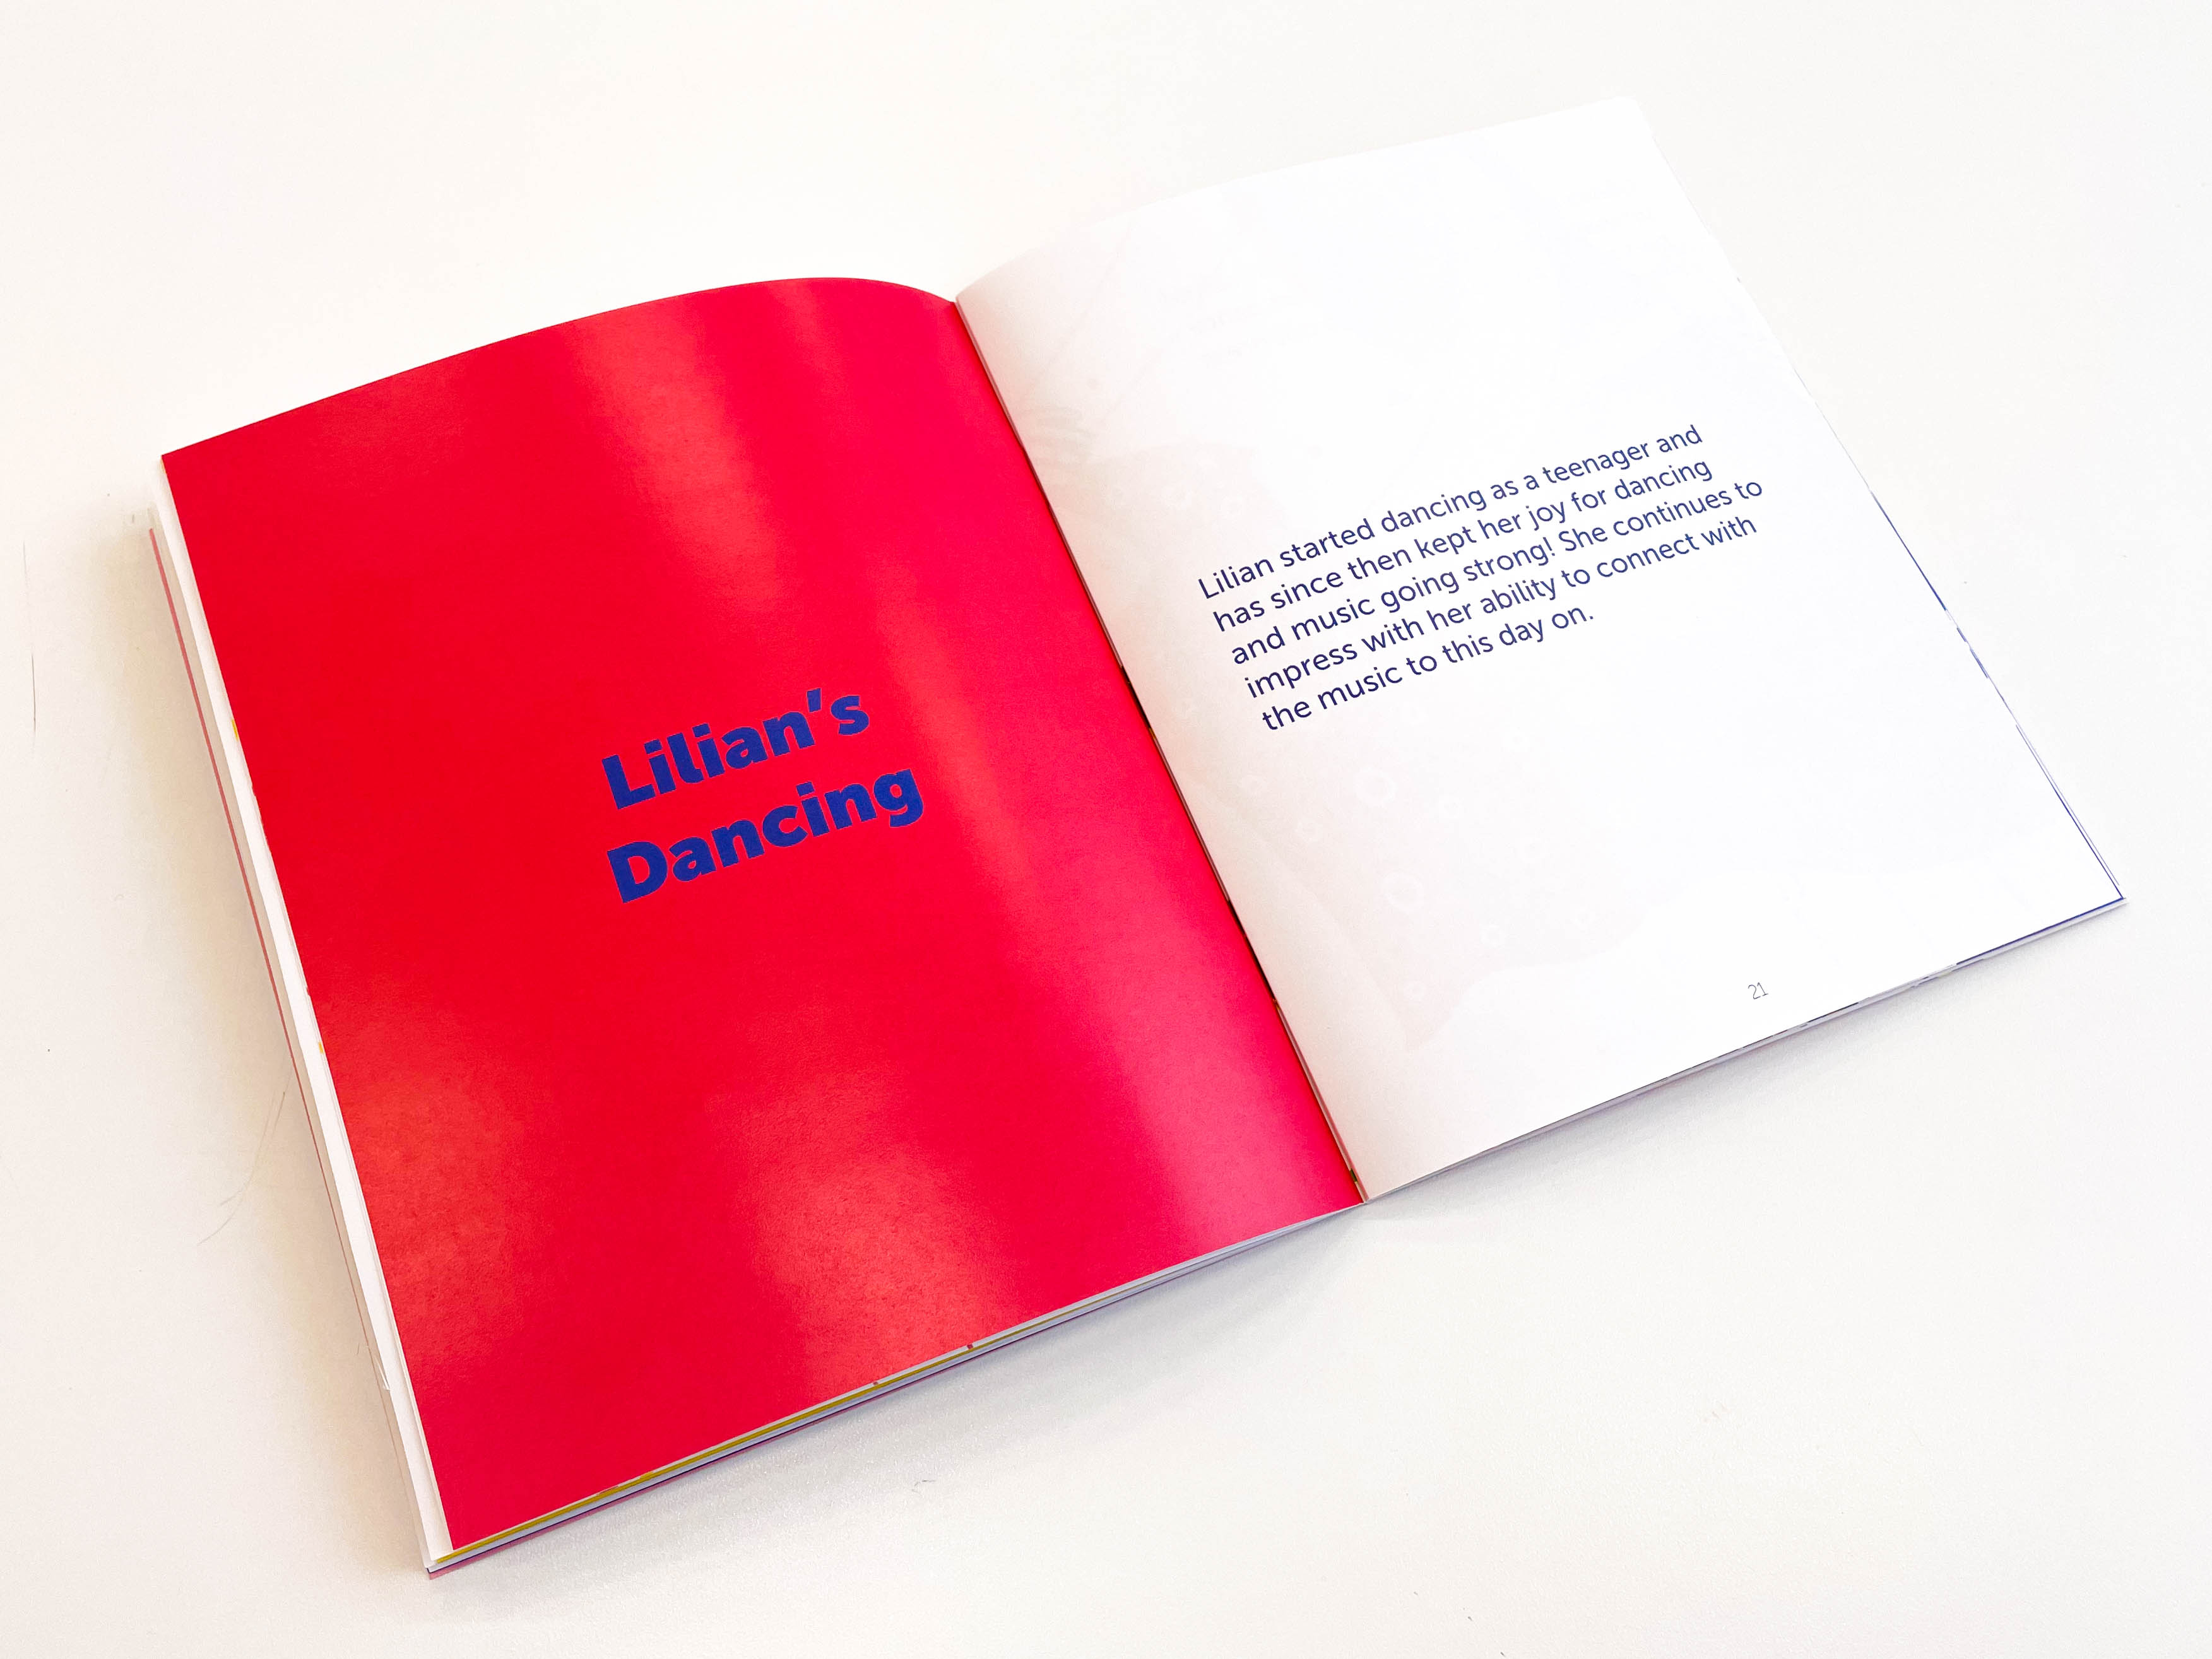 Lilian's
Dancing
Lilian started dancing as a teenager and
has since then kept her joy for dancing
and music going strong! She continues to
impress with her ability to connect with
the music to this day on.
21